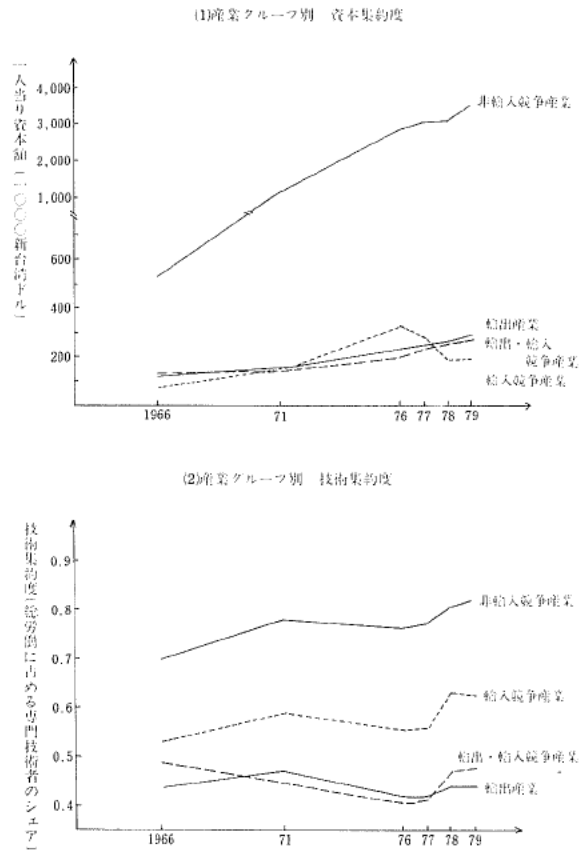 (1)産業グループ別　資本集約度
一人当り資本額(一〇〇〇新台湾ドル)
4,000
3,000
2,000
1,000
600
400
200
非輸入競争産業
輸出産業
輸出・輸入
競争産業
輸入競争産業
1966
71
76
77
78
79
(2)産業グループ別　技術集約度
技術集約度(総労働に占める専門技術者のシェア)
0.9
0.8
0.7
0.6
0.5
0.4
非輸入競争産業
輸入競争産業
輸出・輸入競争産業
輸出産業
1966
71
76
77
78
79